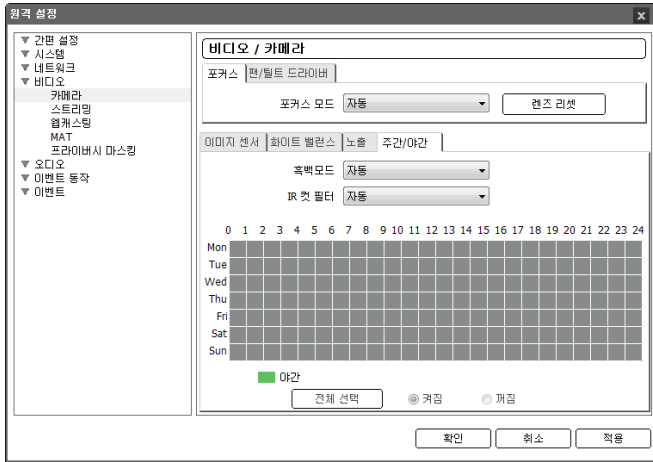 원격 설정
x
▼ 간편 설정
▼ 시스템
▼ 네트워크
▼ 비디오
카메라
스트리밍
웹캐스팅
MAT
프라이버시 마스킹
▼ 오디오
▼ 이벤트 동작
▼ 이벤트
비디오 / 카메라
포커스 팬/틸트 드라이버
포커스 모드 자동 렌즈 리셋
이미지 센서 화이트 밸런스 노출 주간/야간
흑백모드 자동
IR 컷 필터 자동
0 1 2 3 4 5 6 7 8 9 10 11 12 13 14 15 16 17 18 19 20 21 22 23 24
Mon
Tue
Wed
Thu
Fri
Sat
Sun
야간
전체 선택 켜짐 꺼짐
확인 취소 적용